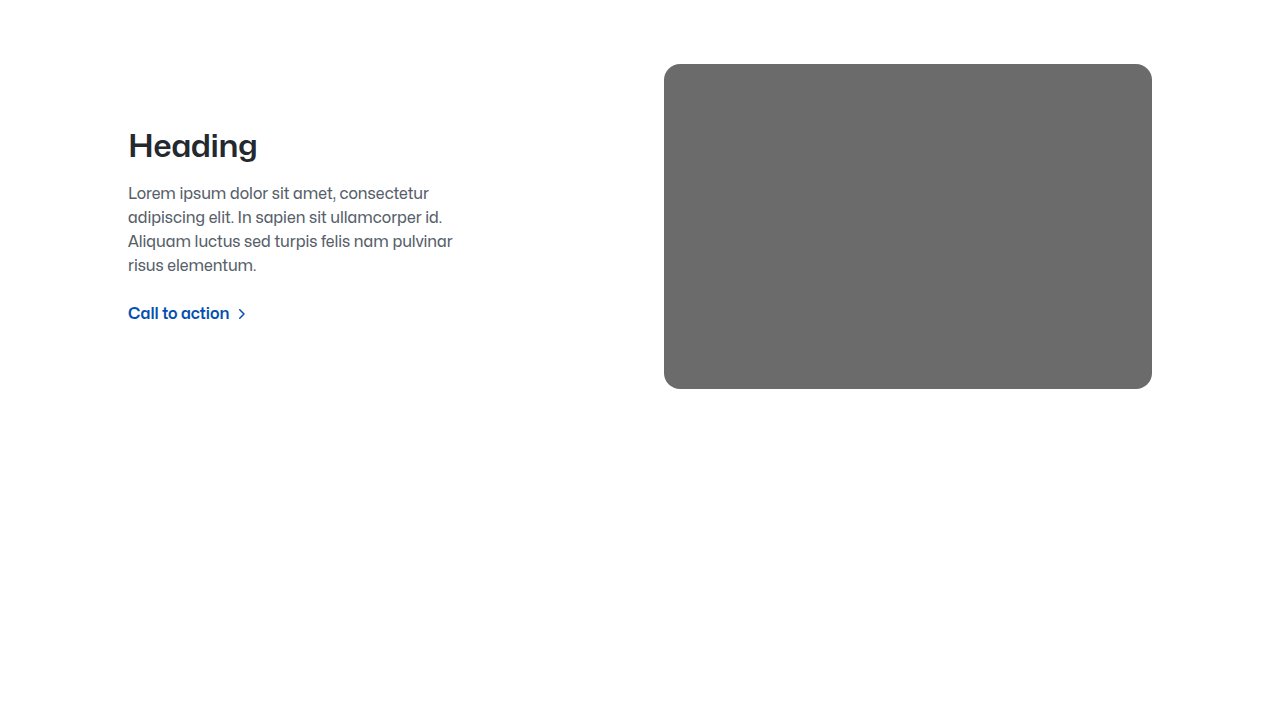 Heading
Lorem ipsum dolor sit amet, consectetur
adipiscing elit. In sapien sit ullamcorper id.
Aliquam luctus sed turpis felis nam pulvinar
risus elementum.
Call to action